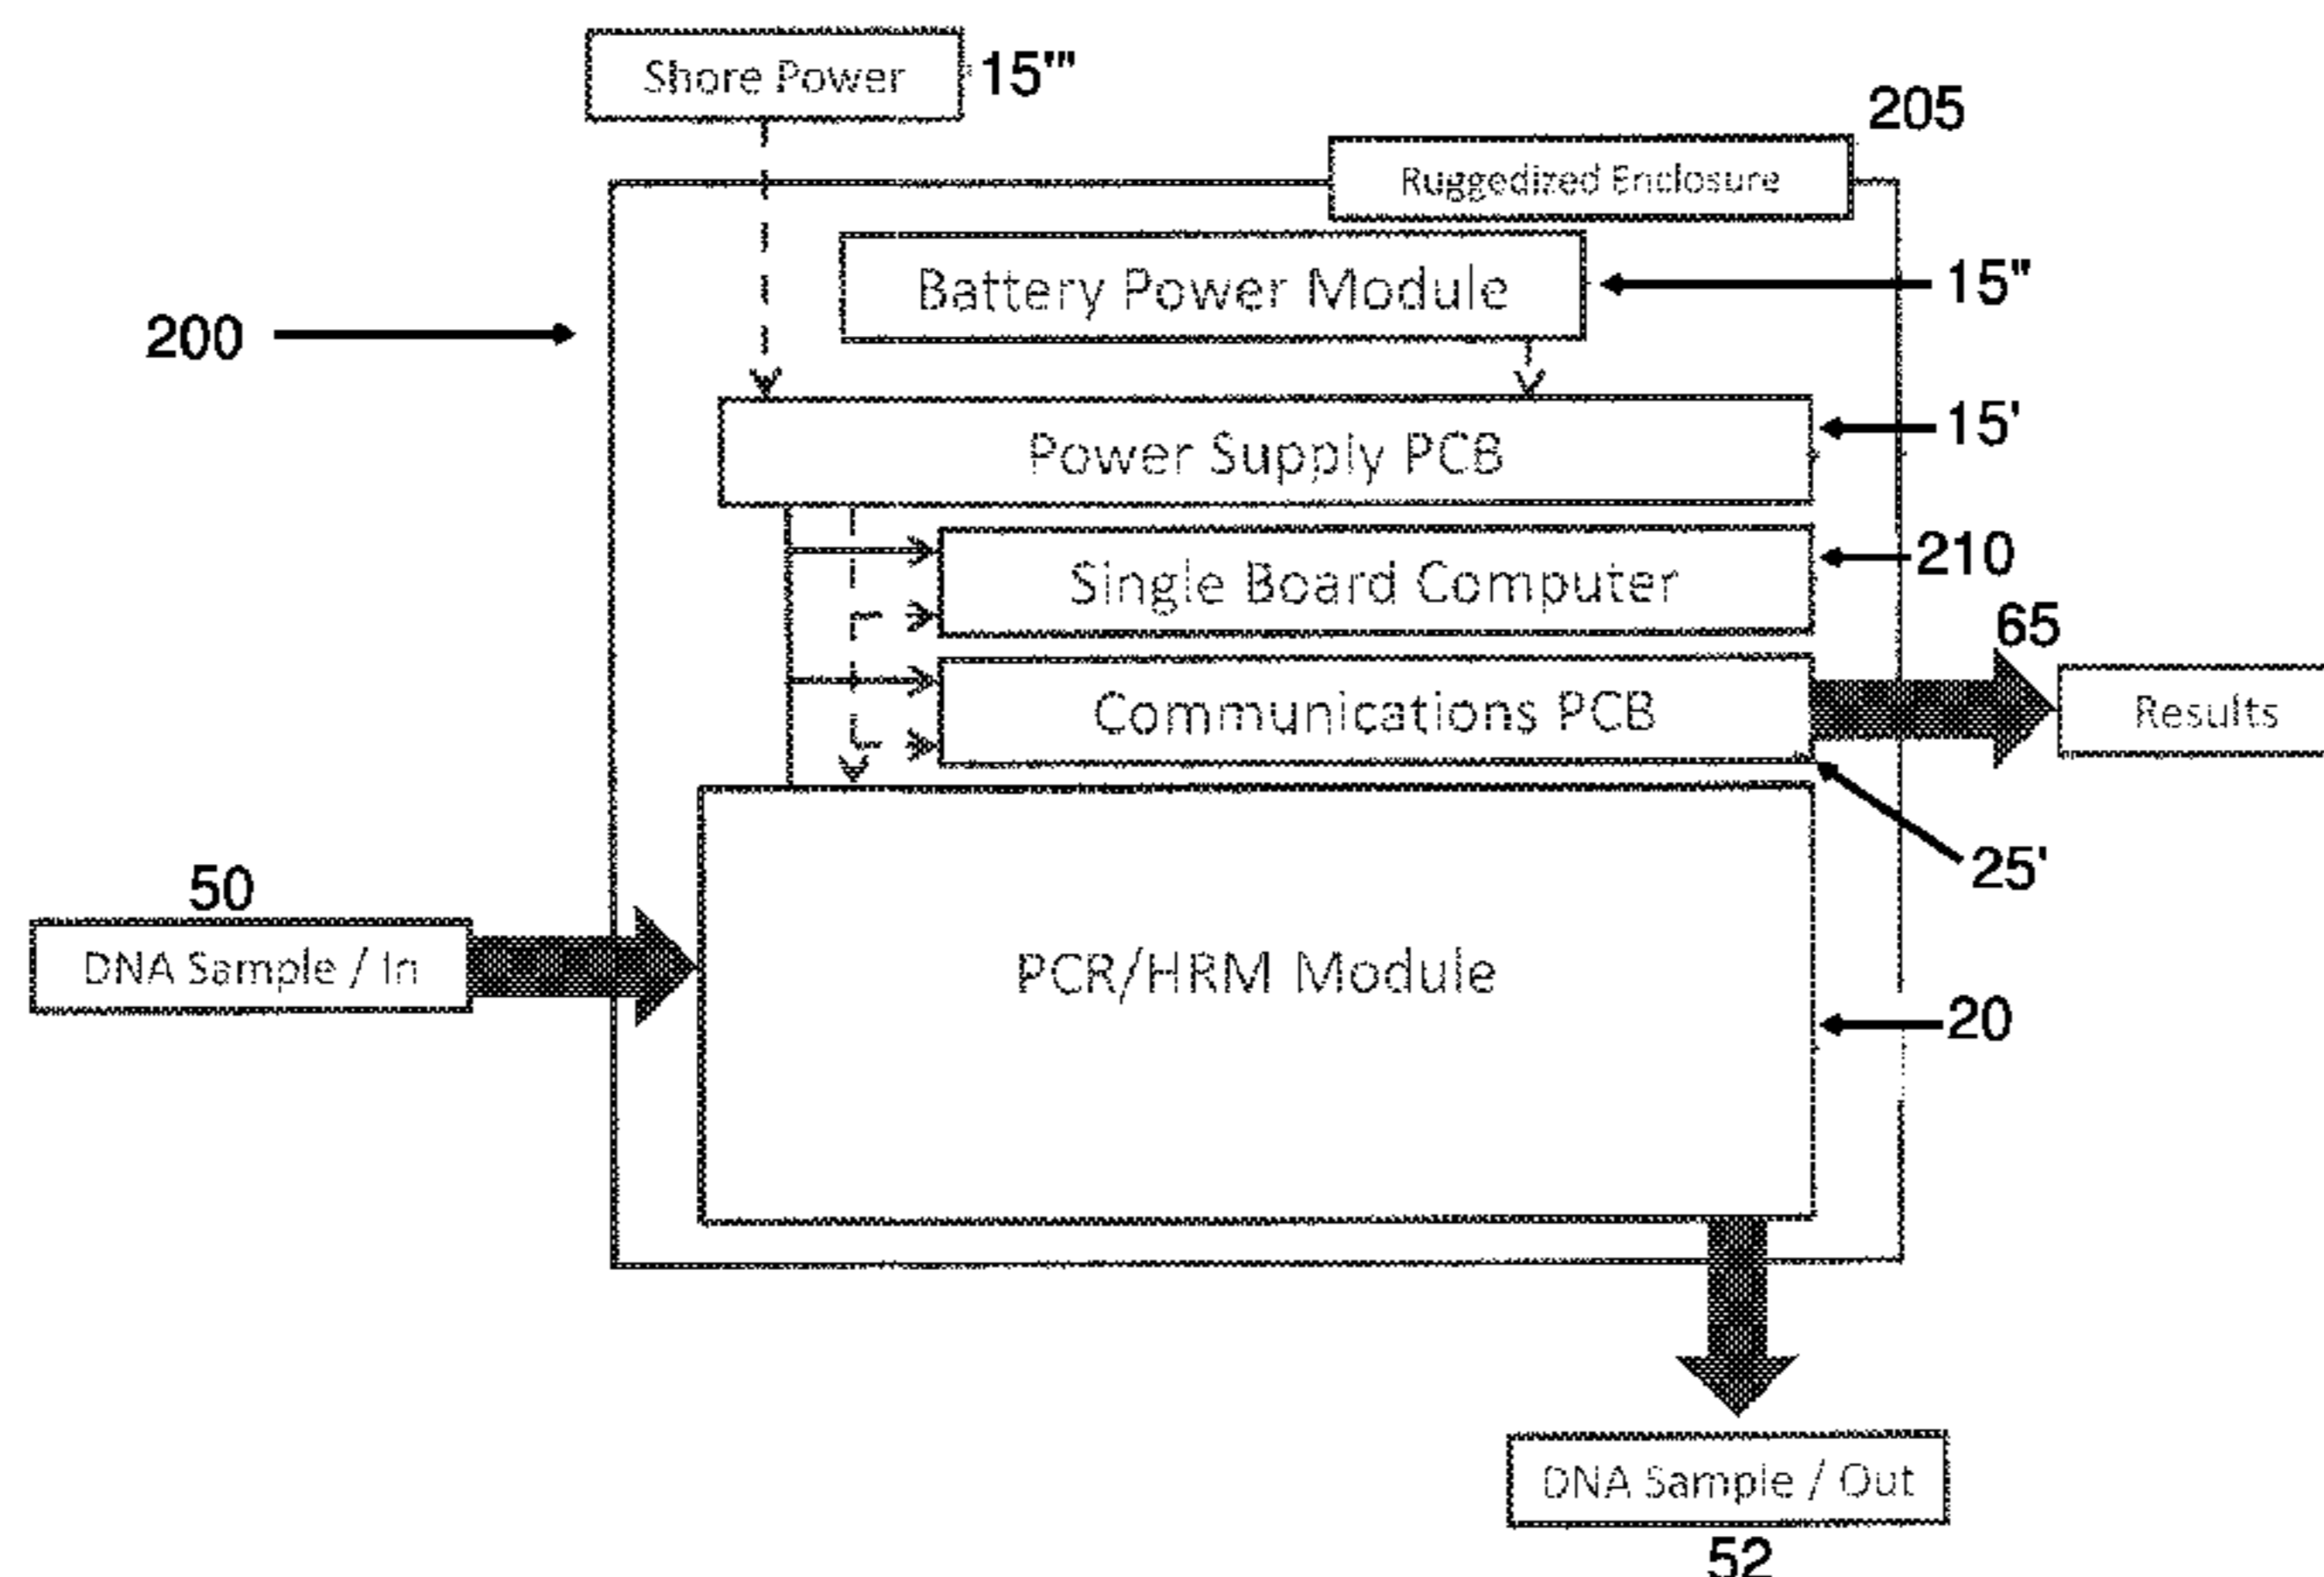 Shore Power
15'''
205
Ruggedized Enclosure
Battery Power Module
15"
200
15'
Power Supply PCB
210
Single Board Computer
65
Communications PCB
Results
25'
50
DNA Sample / In
PCR/HRM Module
20
DNA Sample / Out
52